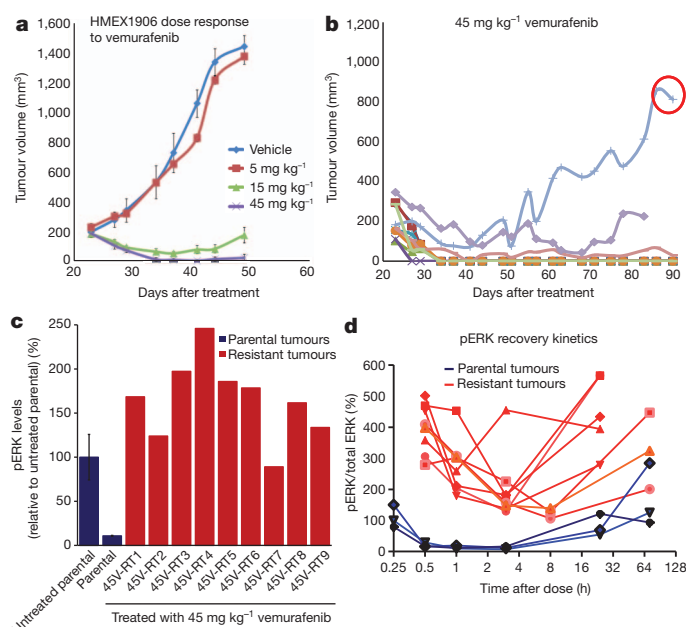 a
HMEX1906 dose response
to vemurafenib
Tumour volume (mm³)
1,600
1,400
1,200
1,000
800
600
400
200
0
Vehicle
5 mg kg⁻¹
15 mg kg⁻¹
45 mg kg⁻¹
20 30 40 50 60
Days after treatment
b
45 mg kg⁻¹ vemurafenib
Tumour volume (mm³)
1,200
1,000
800
600
400
200
0
20 30 40 50 60 70 80 90
Days after treatment
c
pERK levels
(relative to untreated parental) (%)
250
200
150
100
50
0
Parental tumours
Resistant tumours
Untreated parental
Parental
45V-RT1
45V-RT2
45V-RT3
45V-RT4
45V-RT5
45V-RT6
45V-RT7
45V-RT8
45V-RT9
Treated with 45 mg kg⁻¹ vemurafenib
d
pERK recovery kinetics
pERK/total ERK (%)
600
500
400
300
200
100
0
Parental tumours
Resistant tumours
0.25 0.5 1 2 4 8 16 32 64 128
Time after dose (h)